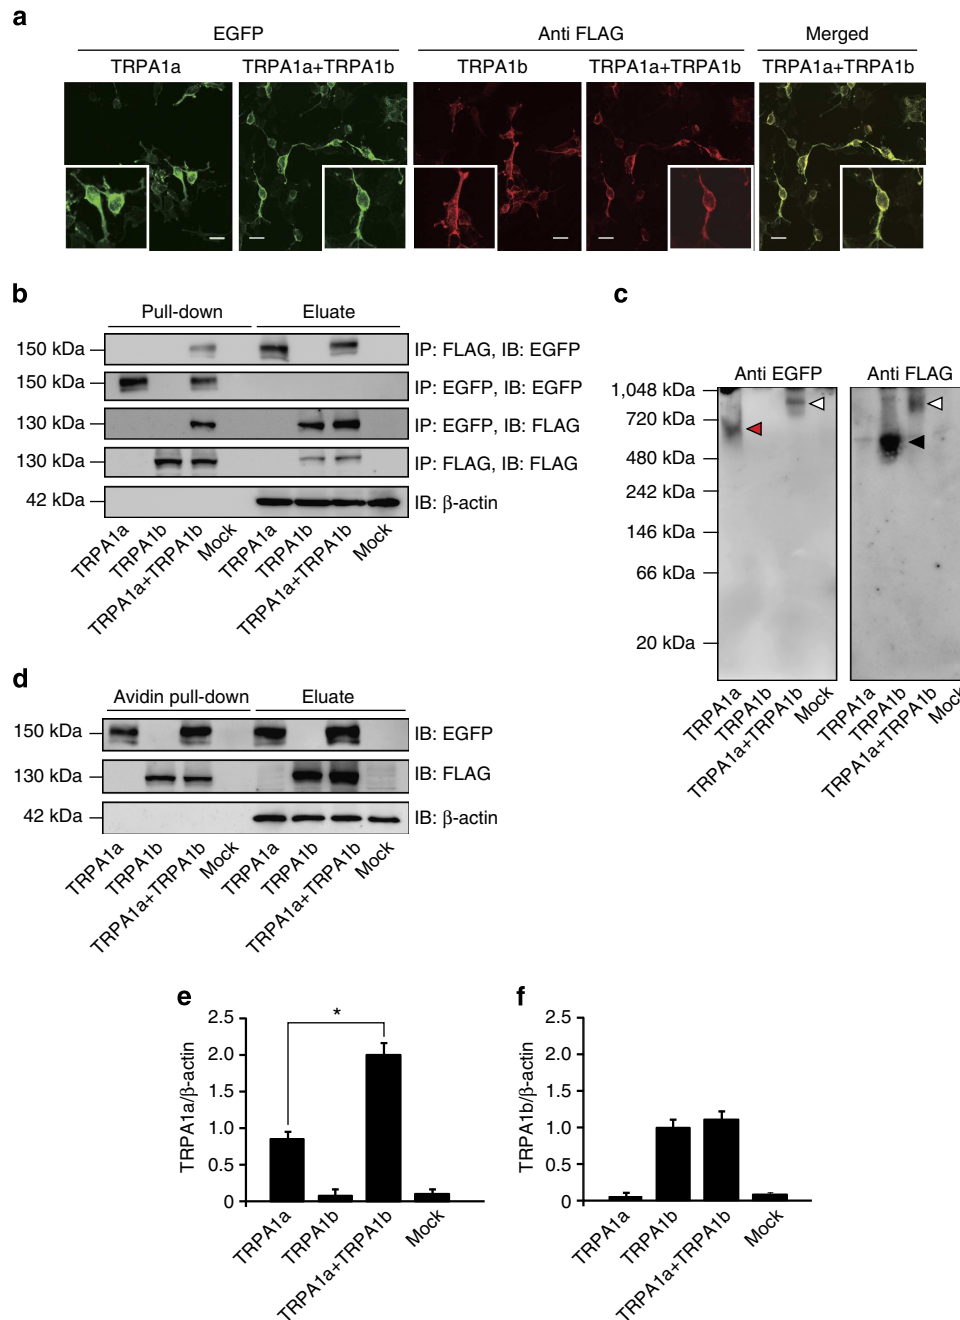 a
EGFP
Anti FLAG
Merged
TRPA1a
TRPA1a+TRPA1b
TRPA1b
TRPA1a+TRPA1b
TRPA1a+TRPA1b
b
Pull-down
Eluate
150 kDa
IP: FLAG, IB: EGFP
150 kDa
IP: EGFP, IB: EGFP
130 kDa
IP: EGFP, IB: FLAG
130 kDa
IP: FLAG, IB: FLAG
42 kDa
IB: β-actin
TRPA1a
TRPA1b
TRPA1a+TRPA1b
Mock
TRPA1a
TRPA1b
TRPA1a+TRPA1b
Mock
c
Anti EGFP
Anti FLAG
1,048 kDa
720 kDa
480 kDa
242 kDa
146 kDa
66 kDa
20 kDa
TRPA1a
TRPA1b
TRPA1a+TRPA1b
Mock
TRPA1a
TRPA1b
TRPA1a+TRPA1b
Mock
d
Avidin pull-down
Eluate
150 kDa
IB: EGFP
130 kDa
IB: FLAG
42 kDa
IB: β-actin
TRPA1a
TRPA1b
TRPA1a+TRPA1b
Mock
TRPA1a
TRPA1b
TRPA1a+TRPA1b
Mock
e
TRPA1a/β-actin
2.5
2.0
1.0
0.5
0
*
TRPA1a
TRPA1b
TRPA1a+TRPA1b
Mock
f
TRPA1b/β-actin
2.5
2.0
1.0
0.5
0
TRPA1a
TRPA1b
TRPA1a+TRPA1b
Mock